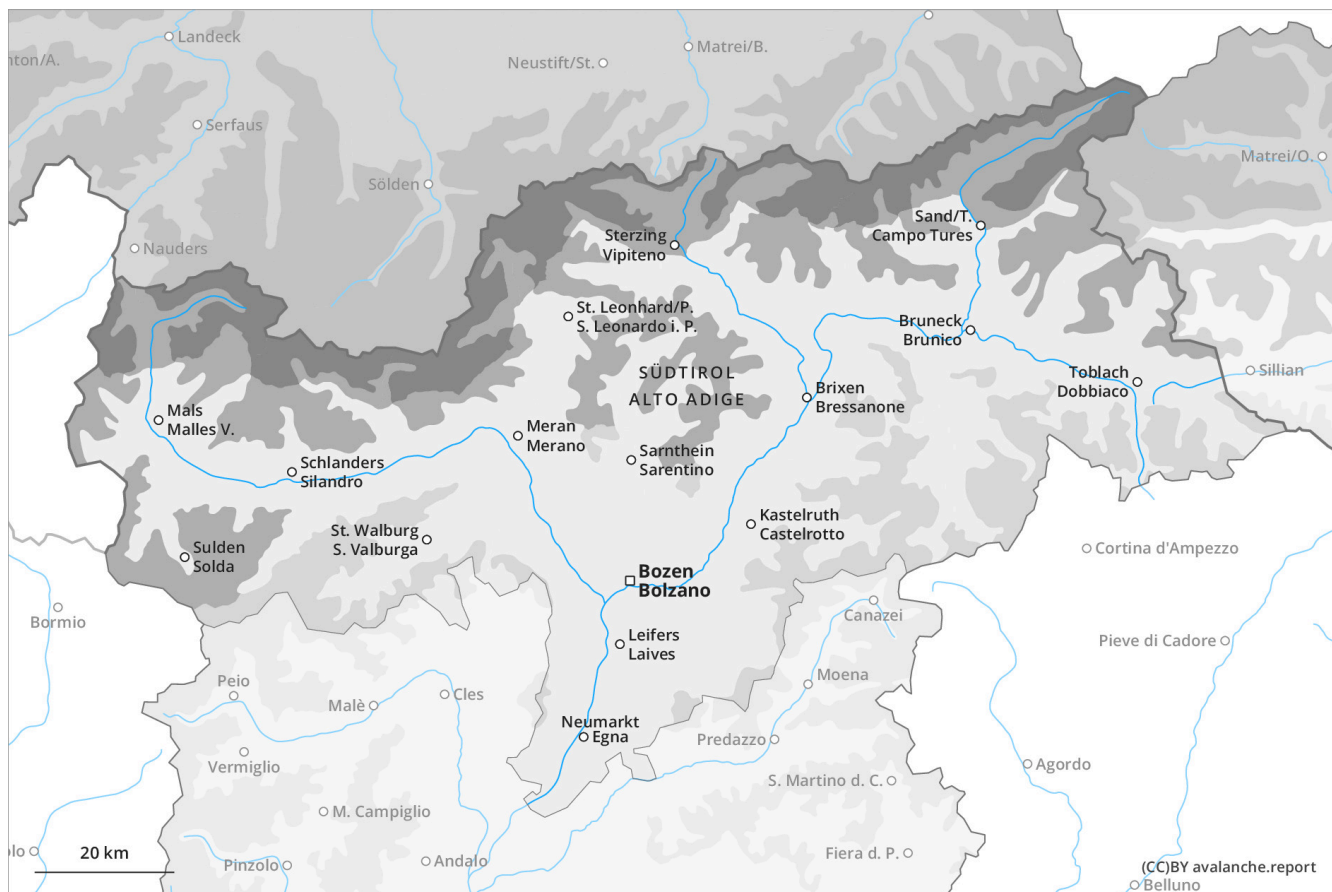 Landeck
nton/A.
Neustift/St.
Matrei/B.
Serfaus
Sölden
Matrei/O.
Nauders
Sterzing
Vipiteno
Sand/T.
Campo Tures
St. Leonhard/P.
S. Leonardo i. P.
Bruneck
Brunico
SÜDTIROL
ALTO ADIGE
Toblach
Dobbiaco
Sillian
Brixen
Bressanone
Mals
Malles V.
Meran
Merano
Schlanders
Silandro
Sarnthein
Sarentino
Kastelruth
Castelrotto
St. Walburg
S. Valburga
Sulden
Solda
Cortina d'Ampezzo
Bozen
Bolzano
Bormio
Canazei
Leifers
Laives
Pieve di Cadore
Peio
Malè
Cles
Moena
Neumarkt
Egna
Predazzo
Vermiglio
Agordo
S. Martino d. C.
M. Campiglio
olo
20 km
Pinzolo
Andalo
Fiera d. P.
(CC)BY avalanche.report
Belluno